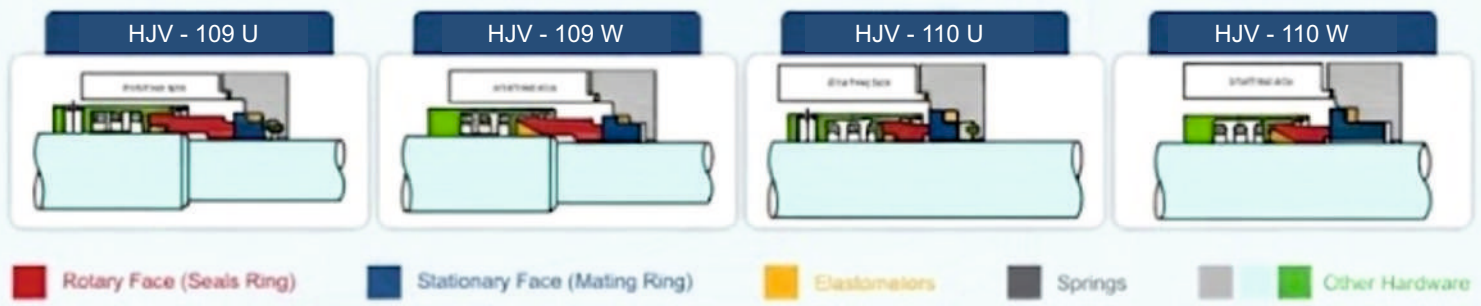 HJV - 109 U
HJV - 109 W
HJV - 110 U
HJV - 110 W
Rotary Face (Seals Ring)
Stationary Face (Mating Ring)
Elastomelors
Springs
Other Hardware